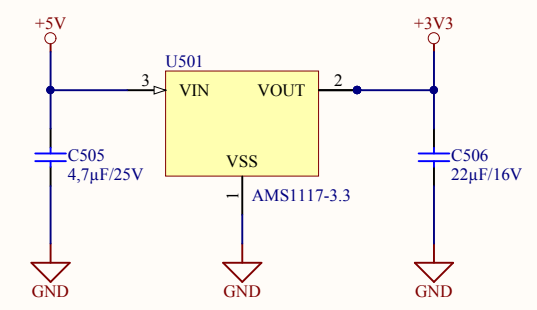 +5V
+3V3
U501
3
VIN
VOUT
2
VSS
C505
4,7µF/25V
C506
22µF/16V
1
AMS1117-3.3
GND
GND
GND